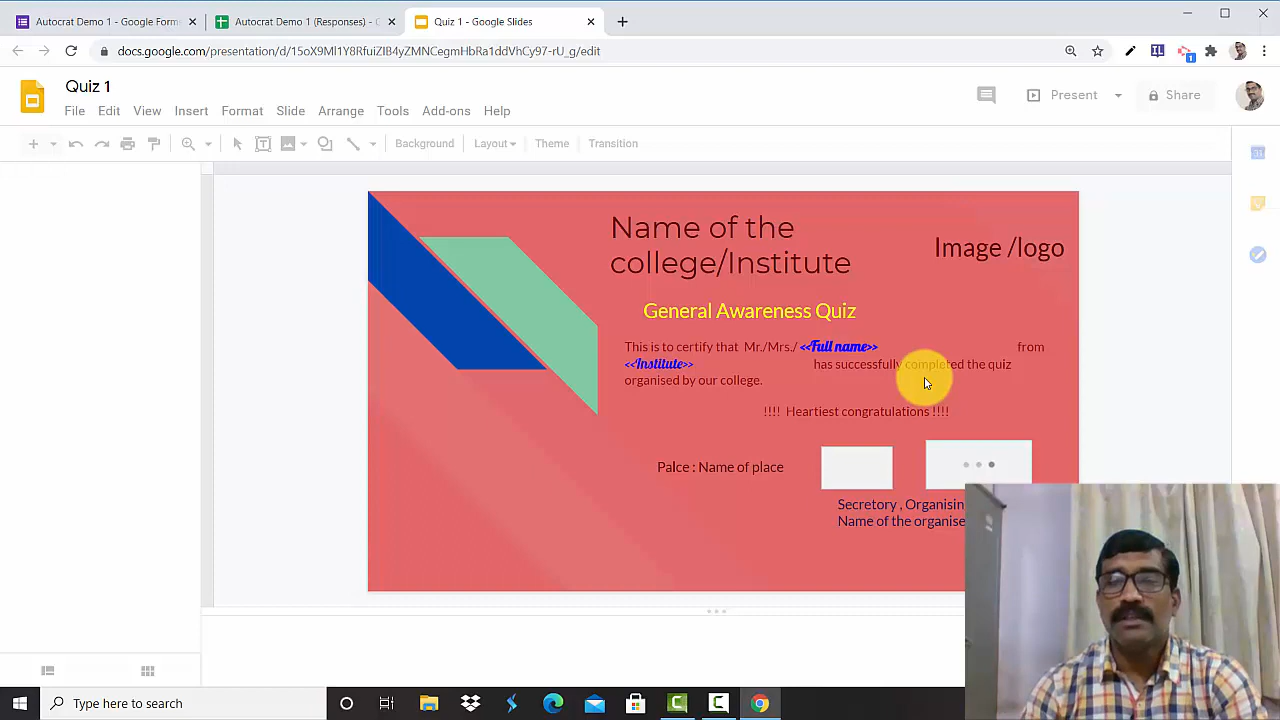 Autocrat Demo 1 - Google Form
Autocrat Demo 1 (Responses) - G
Quiz 1 - Google Slides
docs.google.com/presentation/d/15oX9Ml1Y8RfuiZIB4yZMNCegmHbRa1ddVhCy97-rU_g/edit
Quiz 1
File Edit View Insert Format Slide Arrange Tools Add-ons Help
Present
Share
Background Layout Theme Transition
Name of the
college/Institute
Image /logo
General Awareness Quiz
This is to certify that Mr./Mrs./ <<Full name>> from
<<Institute>> has successfully completed the quiz
organised by our college.
!!!! Heartiest congratulations !!!!
Palce : Name of place
Secretory , Organisin
Name of the organise
Type here to search